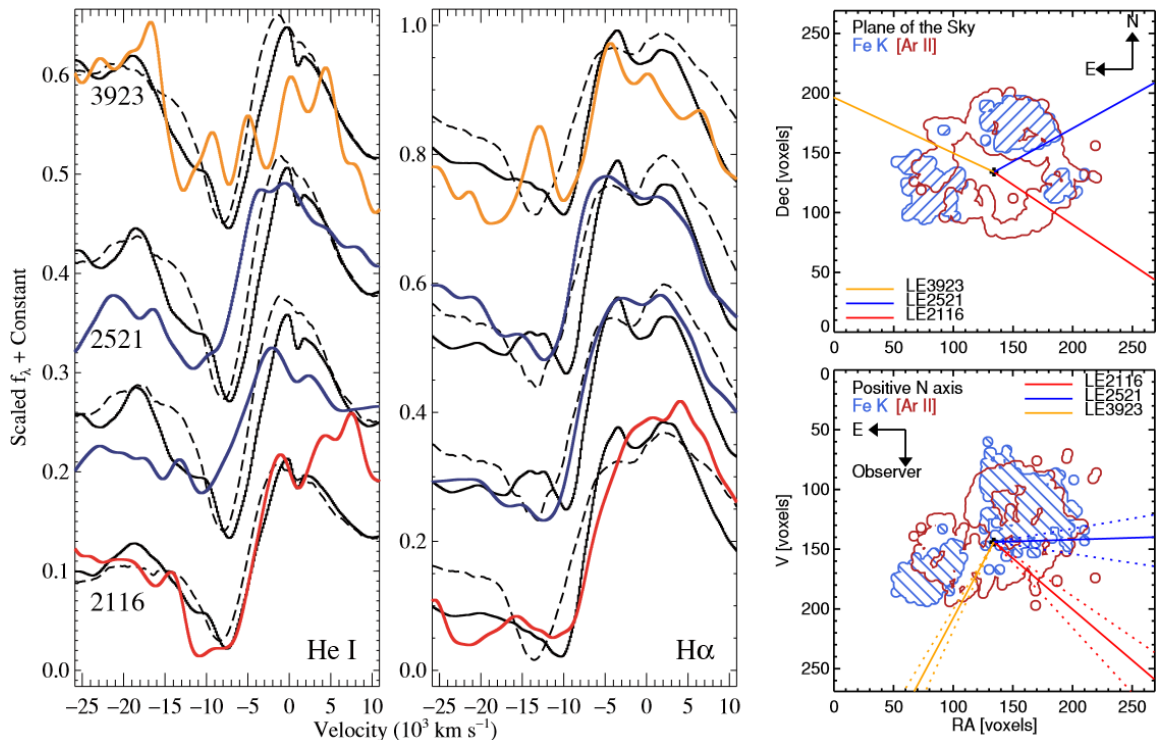 Scaled fλ + Constant
0.6
0.5
0.4
0.3
0.2
0.1
0.0
3923
2521
2116
He I
−25 −20 −15 −10 −5 0 5 10
1.0
0.8
0.6
0.4
0.2
0.0
Hα
−25 −20 −15 −10 −5 0 5 10
Velocity (10³ km s⁻¹)
Plane of the Sky
Fe K [Ar II]
N
E
Dec [voxels]
250
200
150
100
50
0
LE3923
LE2521
LE2116
0 50 100 150 200 250
Positive N axis
Fe K [Ar II]
E
Observer
LE2116
LE2521
LE3923
V [voxels]
0
50
100
150
200
250
0 50 100 150 200 250
RA [voxels]